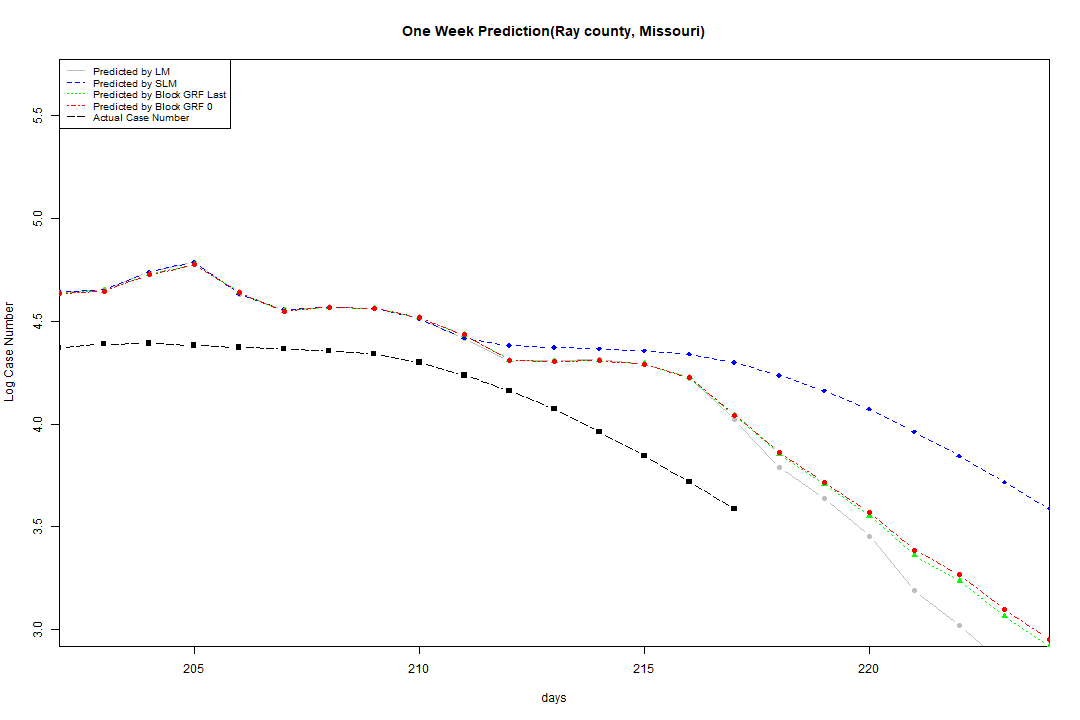 One Week Prediction(Ray county, Missouri)
Predicted by LM
Predicted by SLM
Predicted by Block GRF Last
Predicted by Block GRF 0
Actual Case Number
5.5
5.0
4.5
4.0
3.5
3.0
Log Case Number
205
210
215
220
days